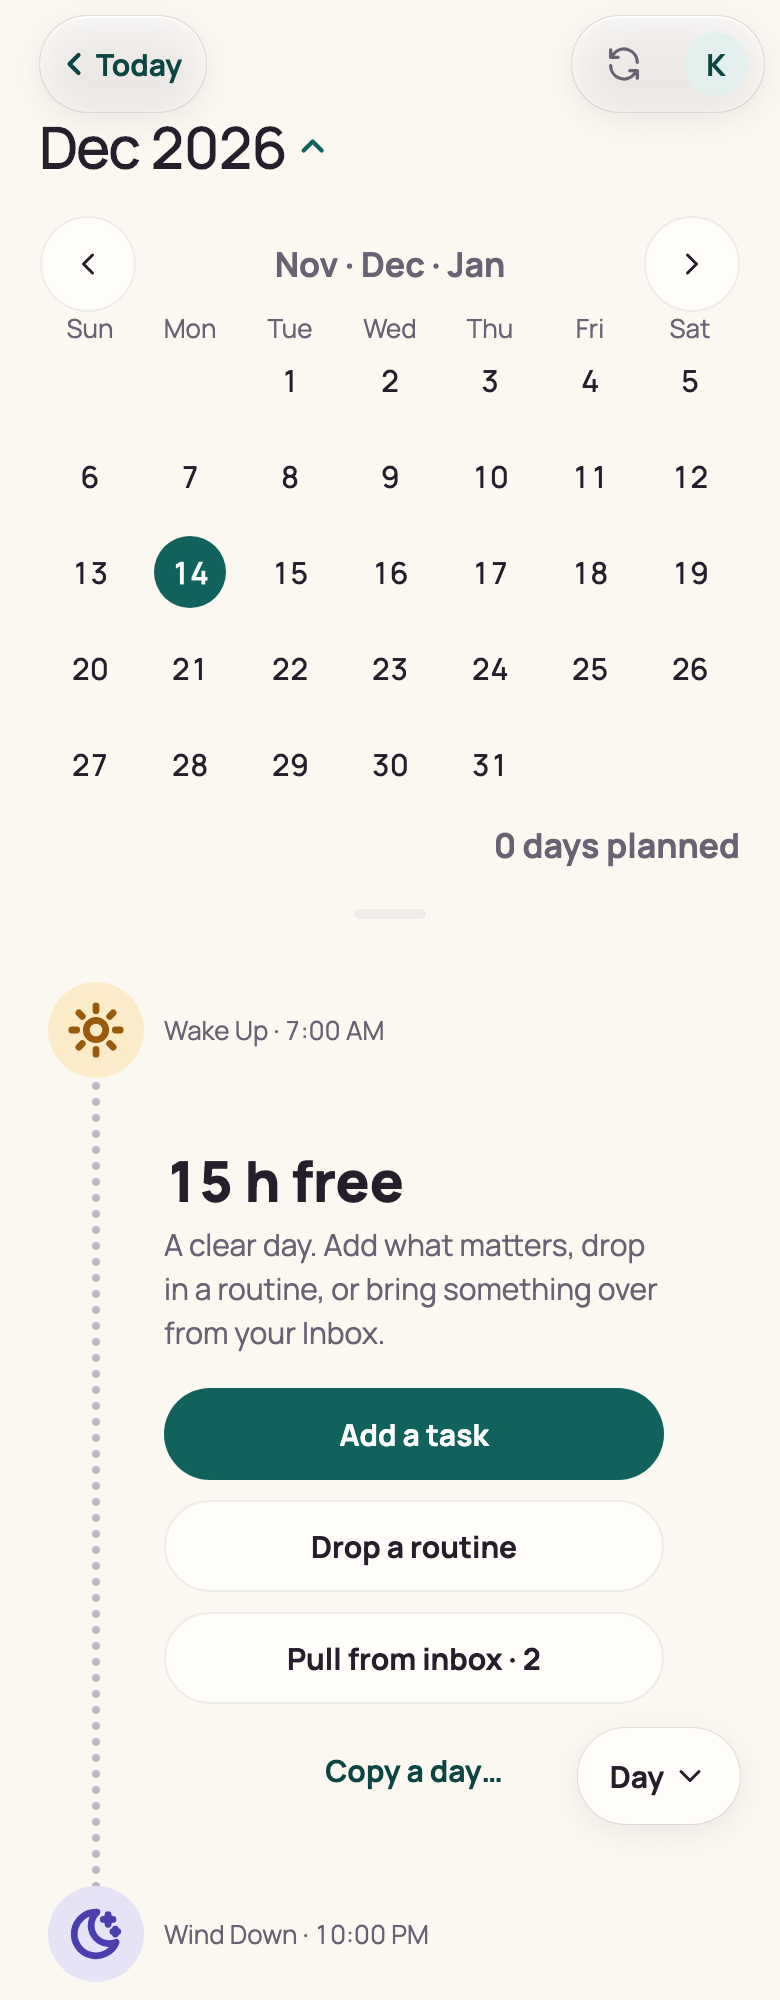 Today
K
Dec 2026
Nov · Dec · Jan
Sun Mon Tue Wed Thu Fri Sat
1 2 3 4 5
6 7 8 9 10 11 12
13 14 15 16 17 18 19
20 21 22 23 24 25 26
27 28 29 30 31
0 days planned
Wake Up · 7:00 AM
15 h free
A clear day. Add what matters, drop
in a routine, or bring something over
from your Inbox.
Add a task
Drop a routine
Pull from inbox · 2
Copy a day...
Day
Wind Down · 10:00 PM